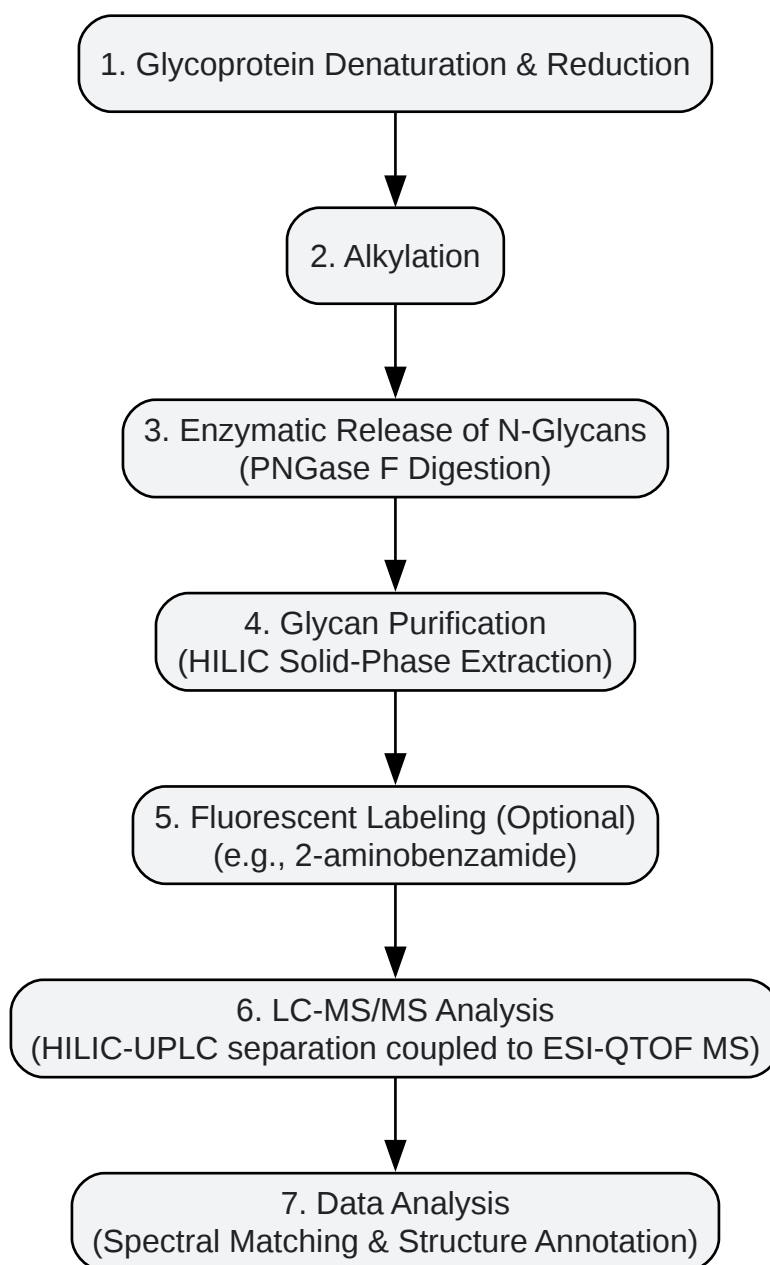 1. Glycoprotein Denaturation & Reduction
2. Alkylation
3. Enzymatic Release of N-Glycans
(PNGase F Digestion)
4. Glycan Purification
(HILIC Solid-Phase Extraction)
5. Fluorescent Labeling (Optional)
(e.g., 2-aminobenzamide)
6. LC-MS/MS Analysis
(HILIC-UPLC separation coupled to ESI-QTOF MS)
7. Data Analysis
(Spectral Matching & Structure Annotation)